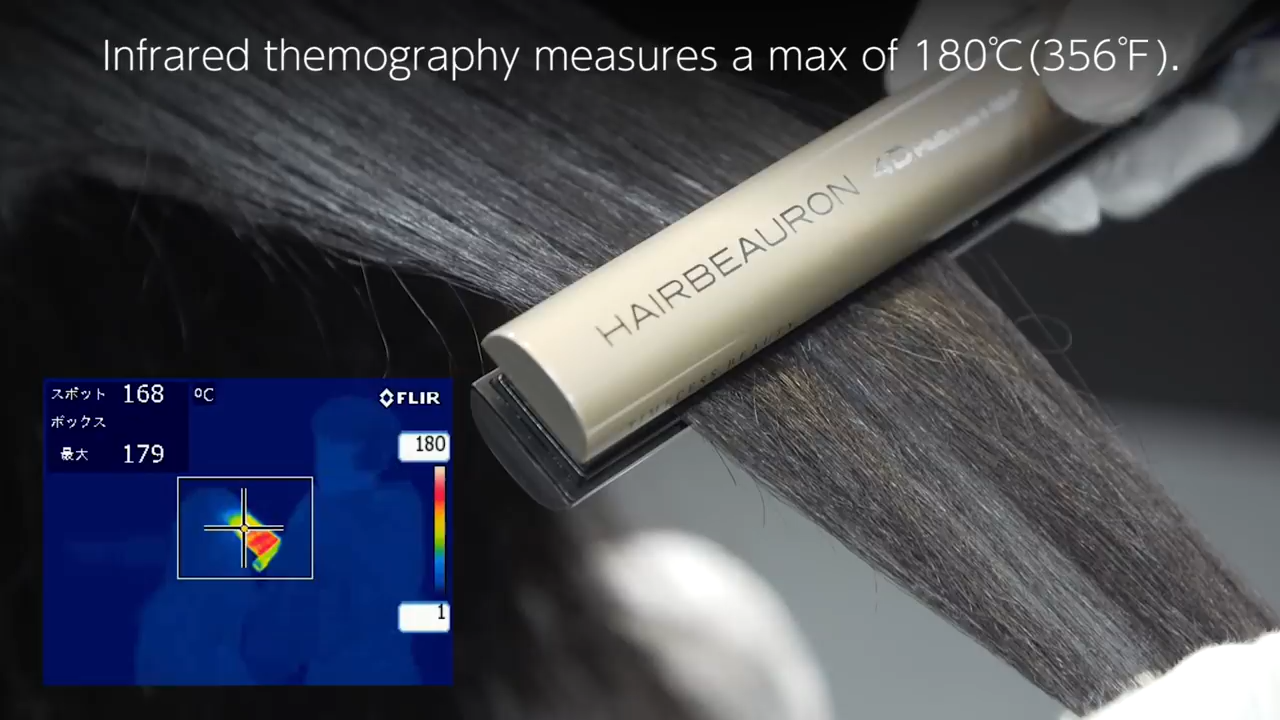 Infrared themography measures a max of 180℃(356℉).
HAIRBEAURON 4D
スポット 168 ºC
FLIR
ボックス
180
最大 179
1